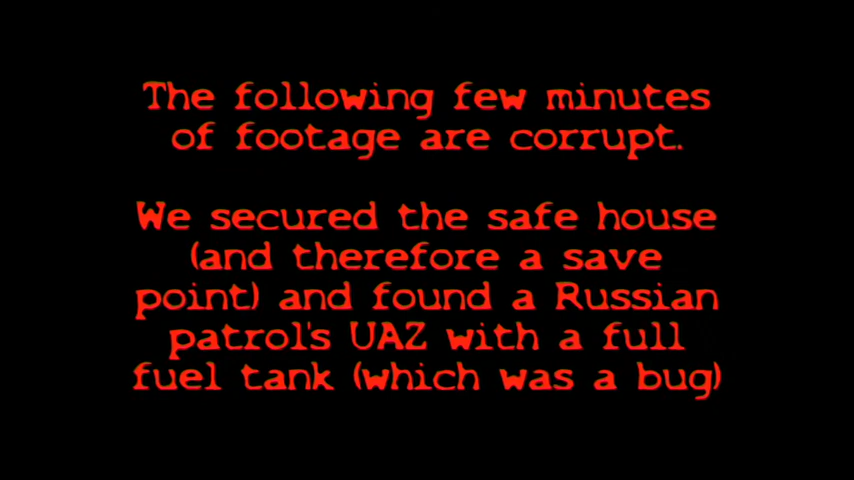 The following few minutes
of footage are corrupt.
We secured the safe house
(and therefore a save
point) and found a Russian
patrol's UAZ with a full
fuel tank (which was a bug)